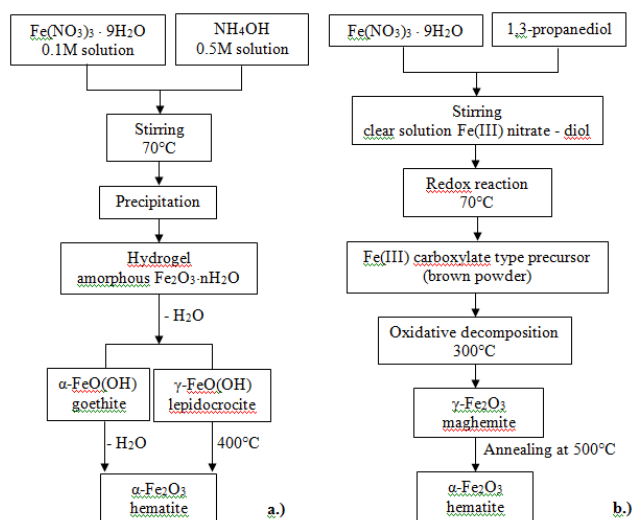 Fe(NO₃)₃ · 9H₂O
0.1M solution
NH₄OH
0.5M solution
Stirring
70°C
Precipitation
Hydrogel
amorphous Fe₂O₃·nH₂O
- H₂O
α-FeO(OH)
goethite
γ-FeO(OH)
lepidocrocite
- H₂O
400°C
α-Fe₂O₃
hematite
a.)
Fe(NO₃)₃ · 9H₂O
1,3-propanediol
Stirring
clear solution Fe(III) nitrate - diol
Redox reaction
70°C
Fe(III) carboxylate type precursor
(brown powder)
Oxidative decomposition
300°C
γ-Fe₂O₃
maghemite
Annealing at 500°C
α-Fe₂O₃
hematite
b.)